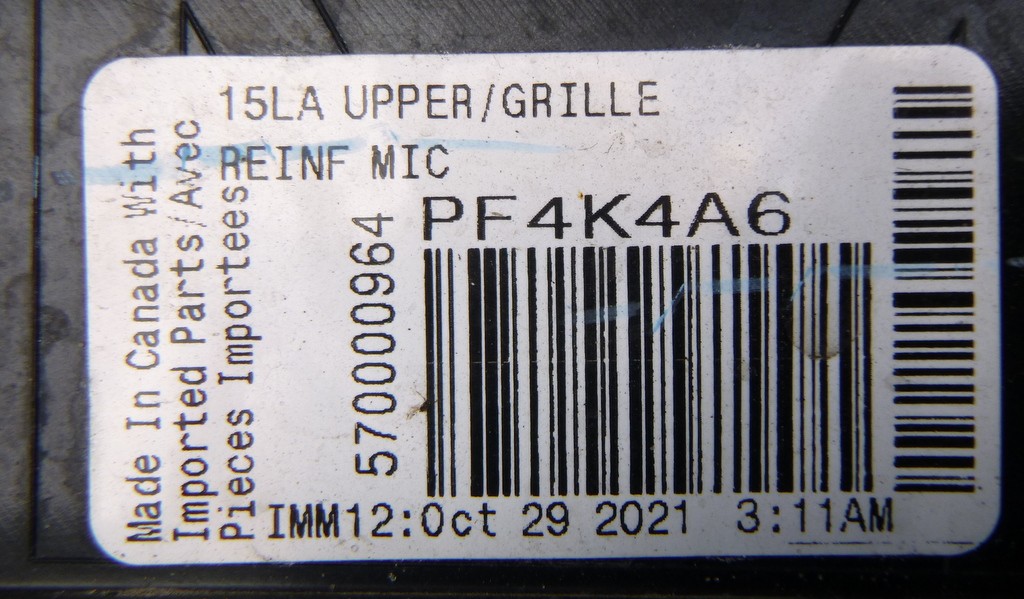 15LA UPPER/GRILLE
REINF MIC
PF4K4A6
5700000964
IMM12:Oct 29 2021 3:11AM
Made In Canada With
Imported Parts/Avec
Pieces Importees